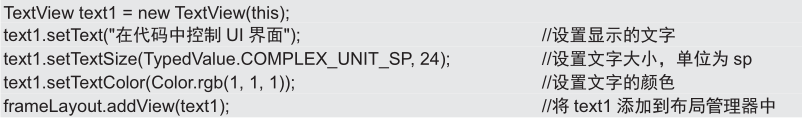 TextView text1 = new TextView(this);
text1.setText("在代码中控制 UI 界面"); //设置显示的文字
text1.setTextSize(TypedValue.COMPLEX_UNIT_SP, 24); //设置文字大小，单位为 sp
text1.setTextColor(Color.rgb(1, 1, 1)); //设置文字的颜色
frameLayout.addView(text1); //将 text1 添加到布局管理器中